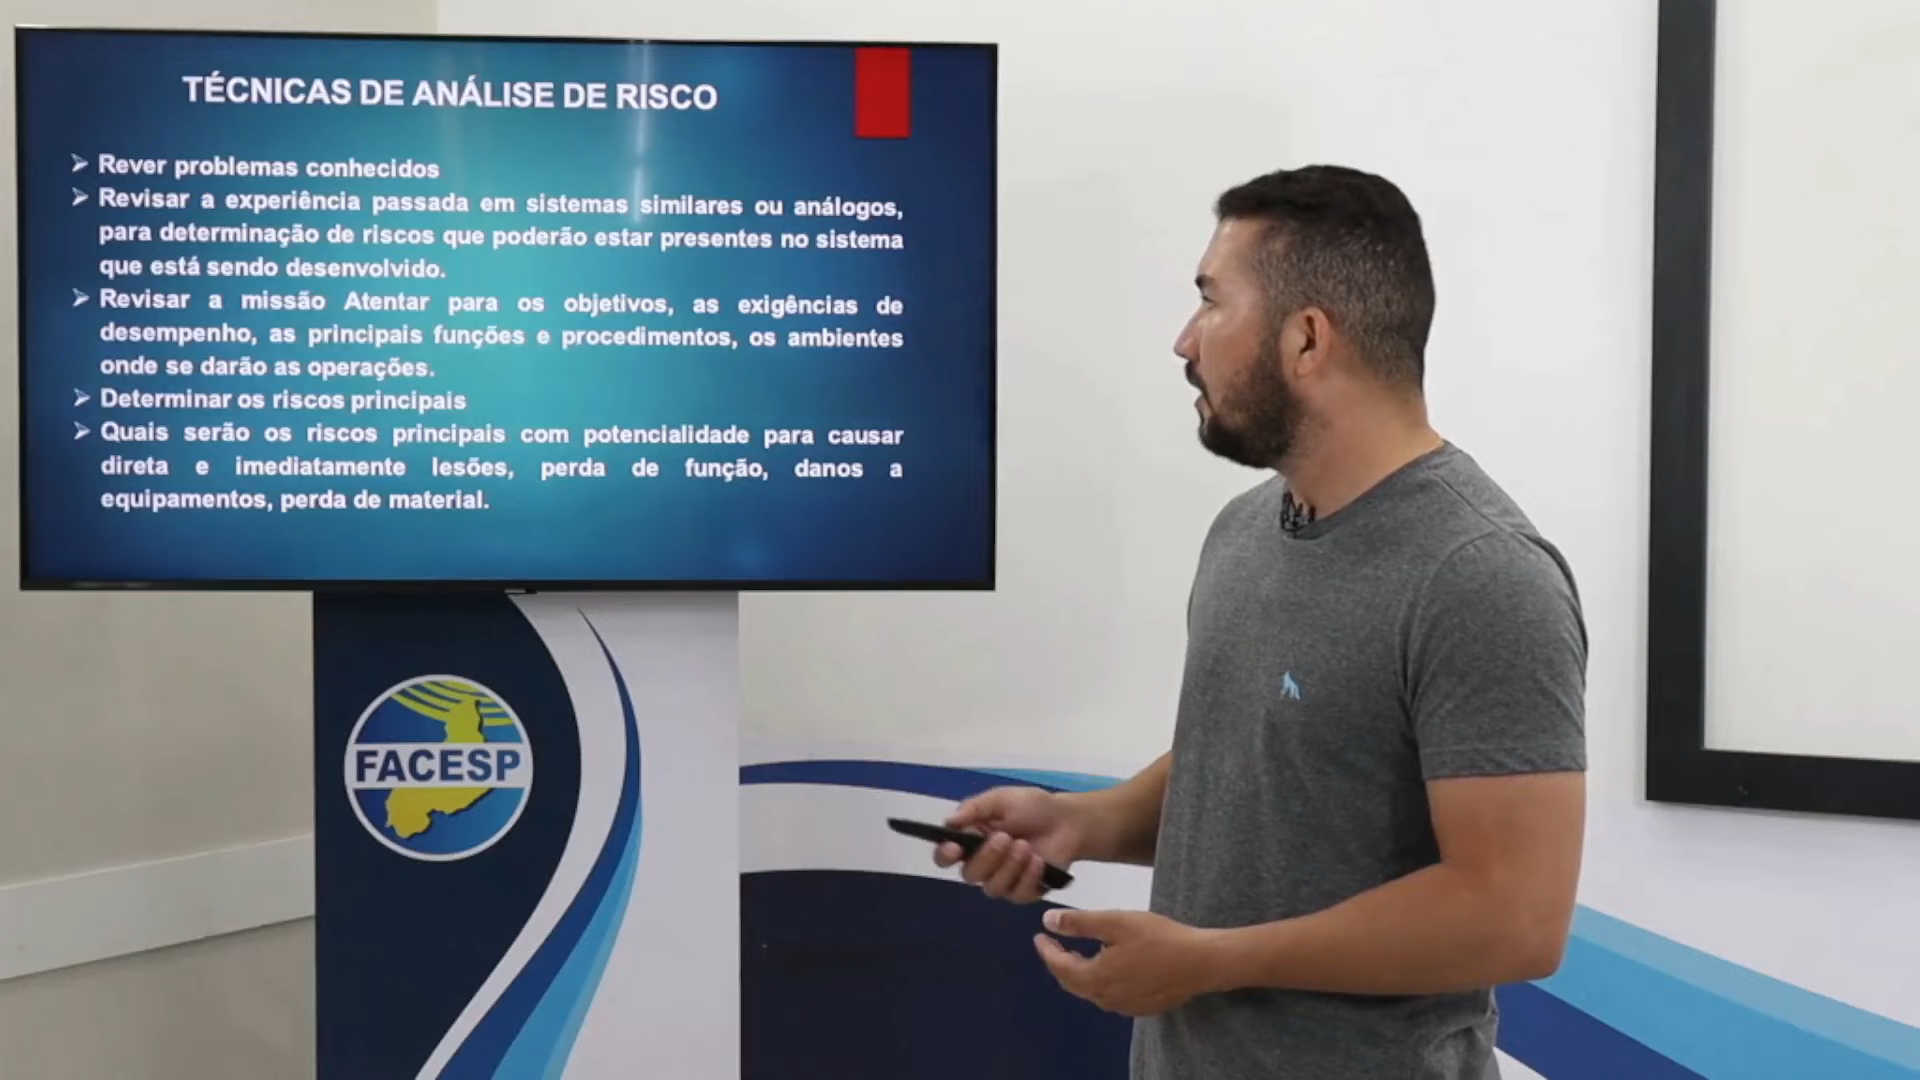 TÉCNICAS DE ANÁLISE DE RISCO
➢ Rever problemas conhecidos
➢ Revisar a experiência passada em sistemas similares ou análogos,
para determinação de riscos que poderão estar presentes no sistema
que está sendo desenvolvido.
➢ Revisar a missão Atentar para os objetivos, as exigências de
desempenho, as principais funções e procedimentos, os ambientes
onde se darão as operações.
➢ Determinar os riscos principais
➢ Quais serão os riscos principais com potencialidade para causar
direta e imediatamente lesões, perda de função, danos a
equipamentos, perda de material.
FACESP